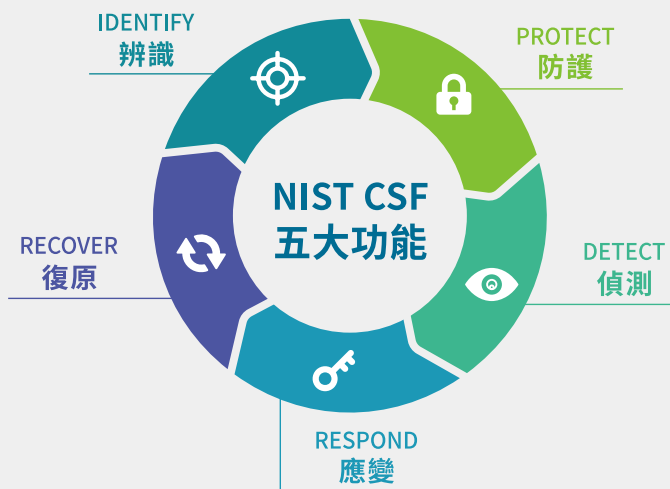 IDENTIFY
辨識
PROTECT
防護
NIST CSF
五大功能
DETECT
偵測
RECOVER
復原
RESPOND
應變